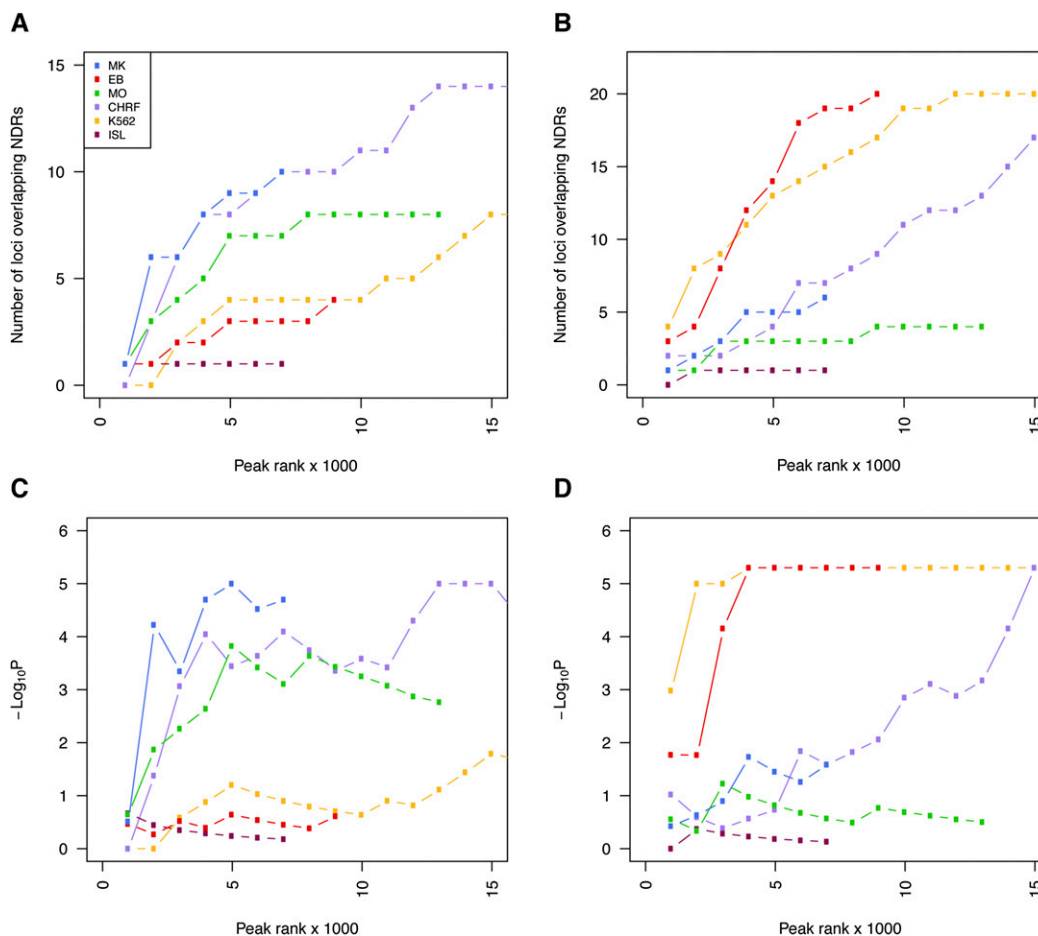 A
Number of loci overlapping NDRs
15
10
5
0
MK
EB
MO
CHRF
K562
ISL
0
5
10
15
Peak rank x 1000
B
Number of loci overlapping NDRs
20
15
10
5
0
0
5
10
15
Peak rank x 1000
C
− Log₁₀P
6
5
4
3
2
1
0
0
5
10
15
Peak rank x 1000
D
− Log₁₀P
6
5
4
3
2
1
0
0
5
10
15
Peak rank x 1000